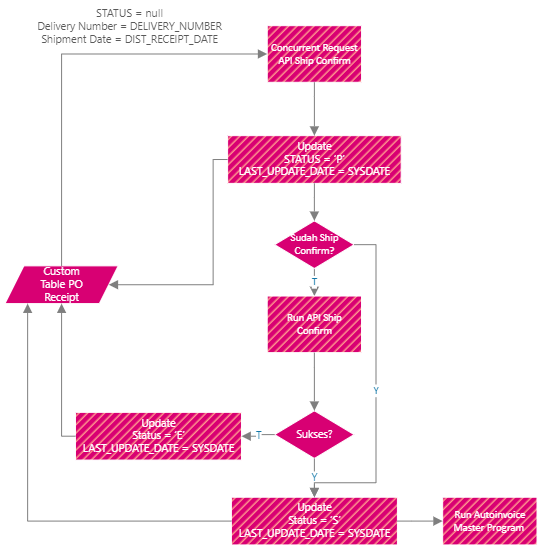 STATUS = null
Delivery Number = DELIVERY_NUMBER
Shipment Date = DIST_RECEIPT_DATE
Concurrent Request
API Ship Confirm
Update
STATUS = 'P'
LAST_UPDATE_DATE = SYSDATE
Sudah Ship
Confirm?
T
Custom
Table PO
Receipt
Run API Ship
Confirm
Y
Update
Status = 'E'
LAST_UPDATE_DATE = SYSDATE
T
Sukses?
Y
Update
Status = 'S'
LAST_UPDATE_DATE = SYSDATE
Run Autoinvoice
Master Program